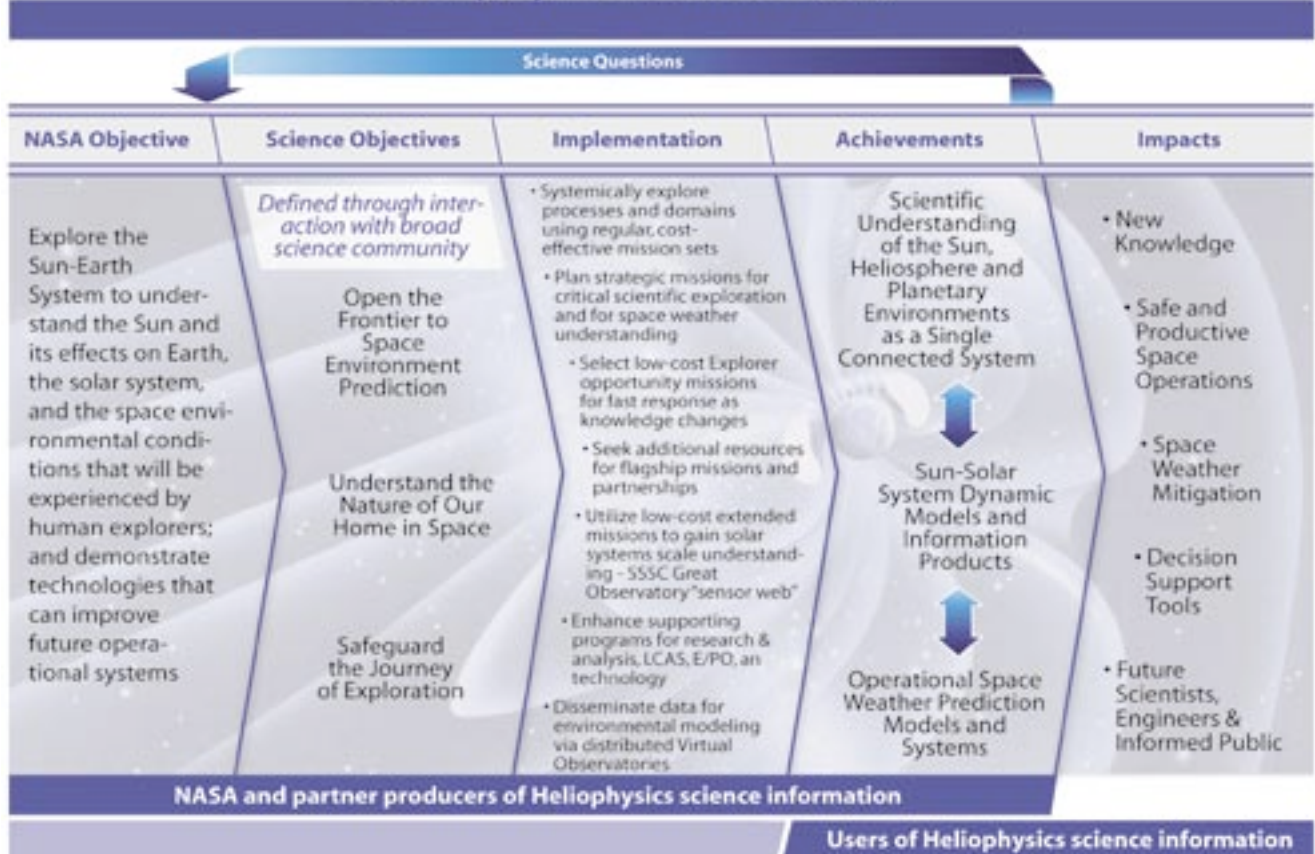 Science Questions
NASA Objective
Science Objectives
Implementation
Achievements
Impacts
Explore the
Sun-Earth
System to under-
stand the Sun and
its effects on Earth,
the solar system,
and the space envi-
ronmental condi-
tions that will be
experienced by
human explorers;
and demonstrate
technologies that
can improve
future opera-
tional systems
Defined through inter-
action with broad
science community
Open the
Frontier to
Space
Environment
Prediction
Understand the
Nature of Our
Home in Space
Safeguard
the Journey
of Exploration
• Systemically explore
processes and domains
using regular, cost-
effective mission sets
• Plan strategic missions for
critical scientific exploration
and for space weather
understanding
• Select low-cost Explorer
opportunity missions
for fast response as
knowledge changes
• Seek additional resources
for flagship missions and
partnerships
• Utilize low-cost extended
missions to gain solar
systems scale understand-
ing - SSSC Great
Observatory "sensor web"
• Enhance supporting
programs for research &
analysis, LCAS, E/PO, an
technology
• Disseminate data for
environmental modeling
via distributed Virtual
Observatories
Scientific
Understanding
of the Sun,
Heliosphere and
Planetary
Environments
as a Single
Connected System
Sun-Solar
System Dynamic
Models and
Information
Products
Operational Space
Weather Prediction
Models and
Systems
• New
Knowledge
• Safe and
Productive
Space
Operations
• Space
Weather
Mitigation
• Decision
Support
Tools
• Future
Scientists,
Engineers &
Informed Public
NASA and partner producers of Heliophysics science information
Users of Heliophysics science information